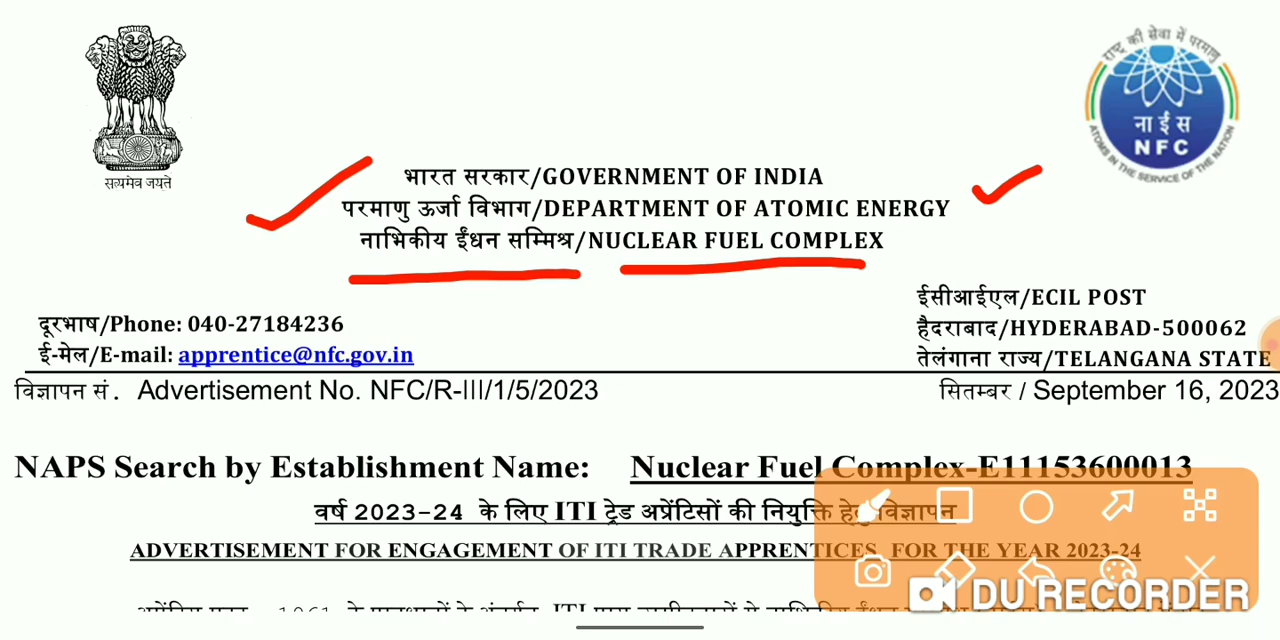 राष्ट्र की सेवा में परमाणु
नाईस
NFC
ATOMS IN THE SERVICE OF THE NATION
सत्यमेव जयते
भारत सरकार/GOVERNMENT OF INDIA
परमाणु ऊर्जा विभाग/DEPARTMENT OF ATOMIC ENERGY
नाभिकीय ईंधन सम्मिश्र/NUCLEAR FUEL COMPLEX
ईसीआईएल/ECIL POST
दूरभाष/Phone: 040-27184236
हैदराबाद/HYDERABAD-500062
ई-मेल/E-mail: apprentice@nfc.gov.in
तेलंगाना राज्य/TELANGANA STATE
विज्ञापन सं. Advertisement No. NFC/R-III/1/5/2023
सितम्बर / September 16, 2023
NAPS Search by Establishment Name: Nuclear Fuel Complex-E11153600013
वर्ष 2023-24 के लिए ITI ट्रेड अप्रेंटिसों की नियुक्ति हेतु विज्ञापन
ADVERTISEMENT FOR ENGAGEMENT OF ITI TRADE APPRENTICES FOR THE YEAR 2023-24
DU RECORDER